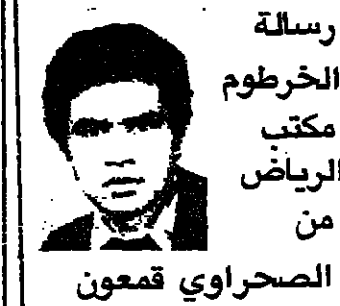 رسالة
الخرطوم
مكتب
الرياض
من
الصحراوي قمعون